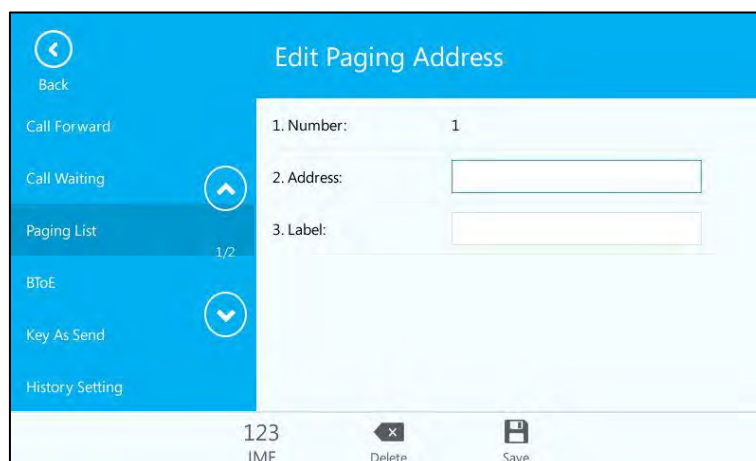 Edit Paging Address
Back
Call Forward
Call Waiting
Paging List
1/2
BToE
Key As Send
History Setting
1. Number: 1
2. Address:
3. Label:
123
IME
Delete
Save